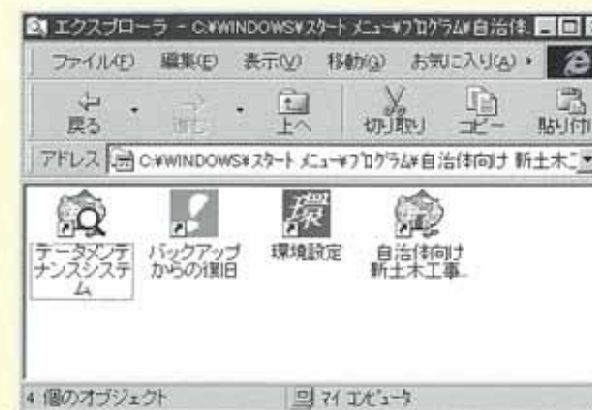 エクスプローラ - C:¥WINDOWS¥スタート メニュー¥プログラム¥自治体
ファイル(F) 編集(E) 表示(V) 移動(G) お気に入り(A)
戻る 進む 上へ 切り取り コピー 貼り付
アドレス C:¥WINDOWS¥スタート メニュー¥プログラム¥自治体向け 新土木工
データメンテ
ナンスシステ
ム
バックアップ
からの復旧
環境設定
自治体向け
新土木工事...
4 個のオブジェクト マイ コンピュータ